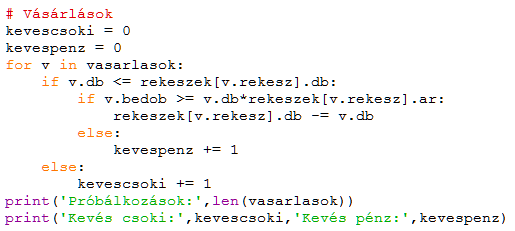 # Vásárlások
kevescsoki = 0
kevespenz = 0
for v in vasarlasok:
    if v.db <= rekeszek[v.rekesz].db:
        if v.bedob >= v.db*rekeszek[v.rekesz].ar:
            rekeszek[v.rekesz].db -= v.db
        else:
            kevespenz += 1
    else:
        kevescsoki += 1
print('Próbálkozások:',len(vasarlasok))
print('Kevés csoki:',kevescsoki,'Kevés pénz:',kevespenz)